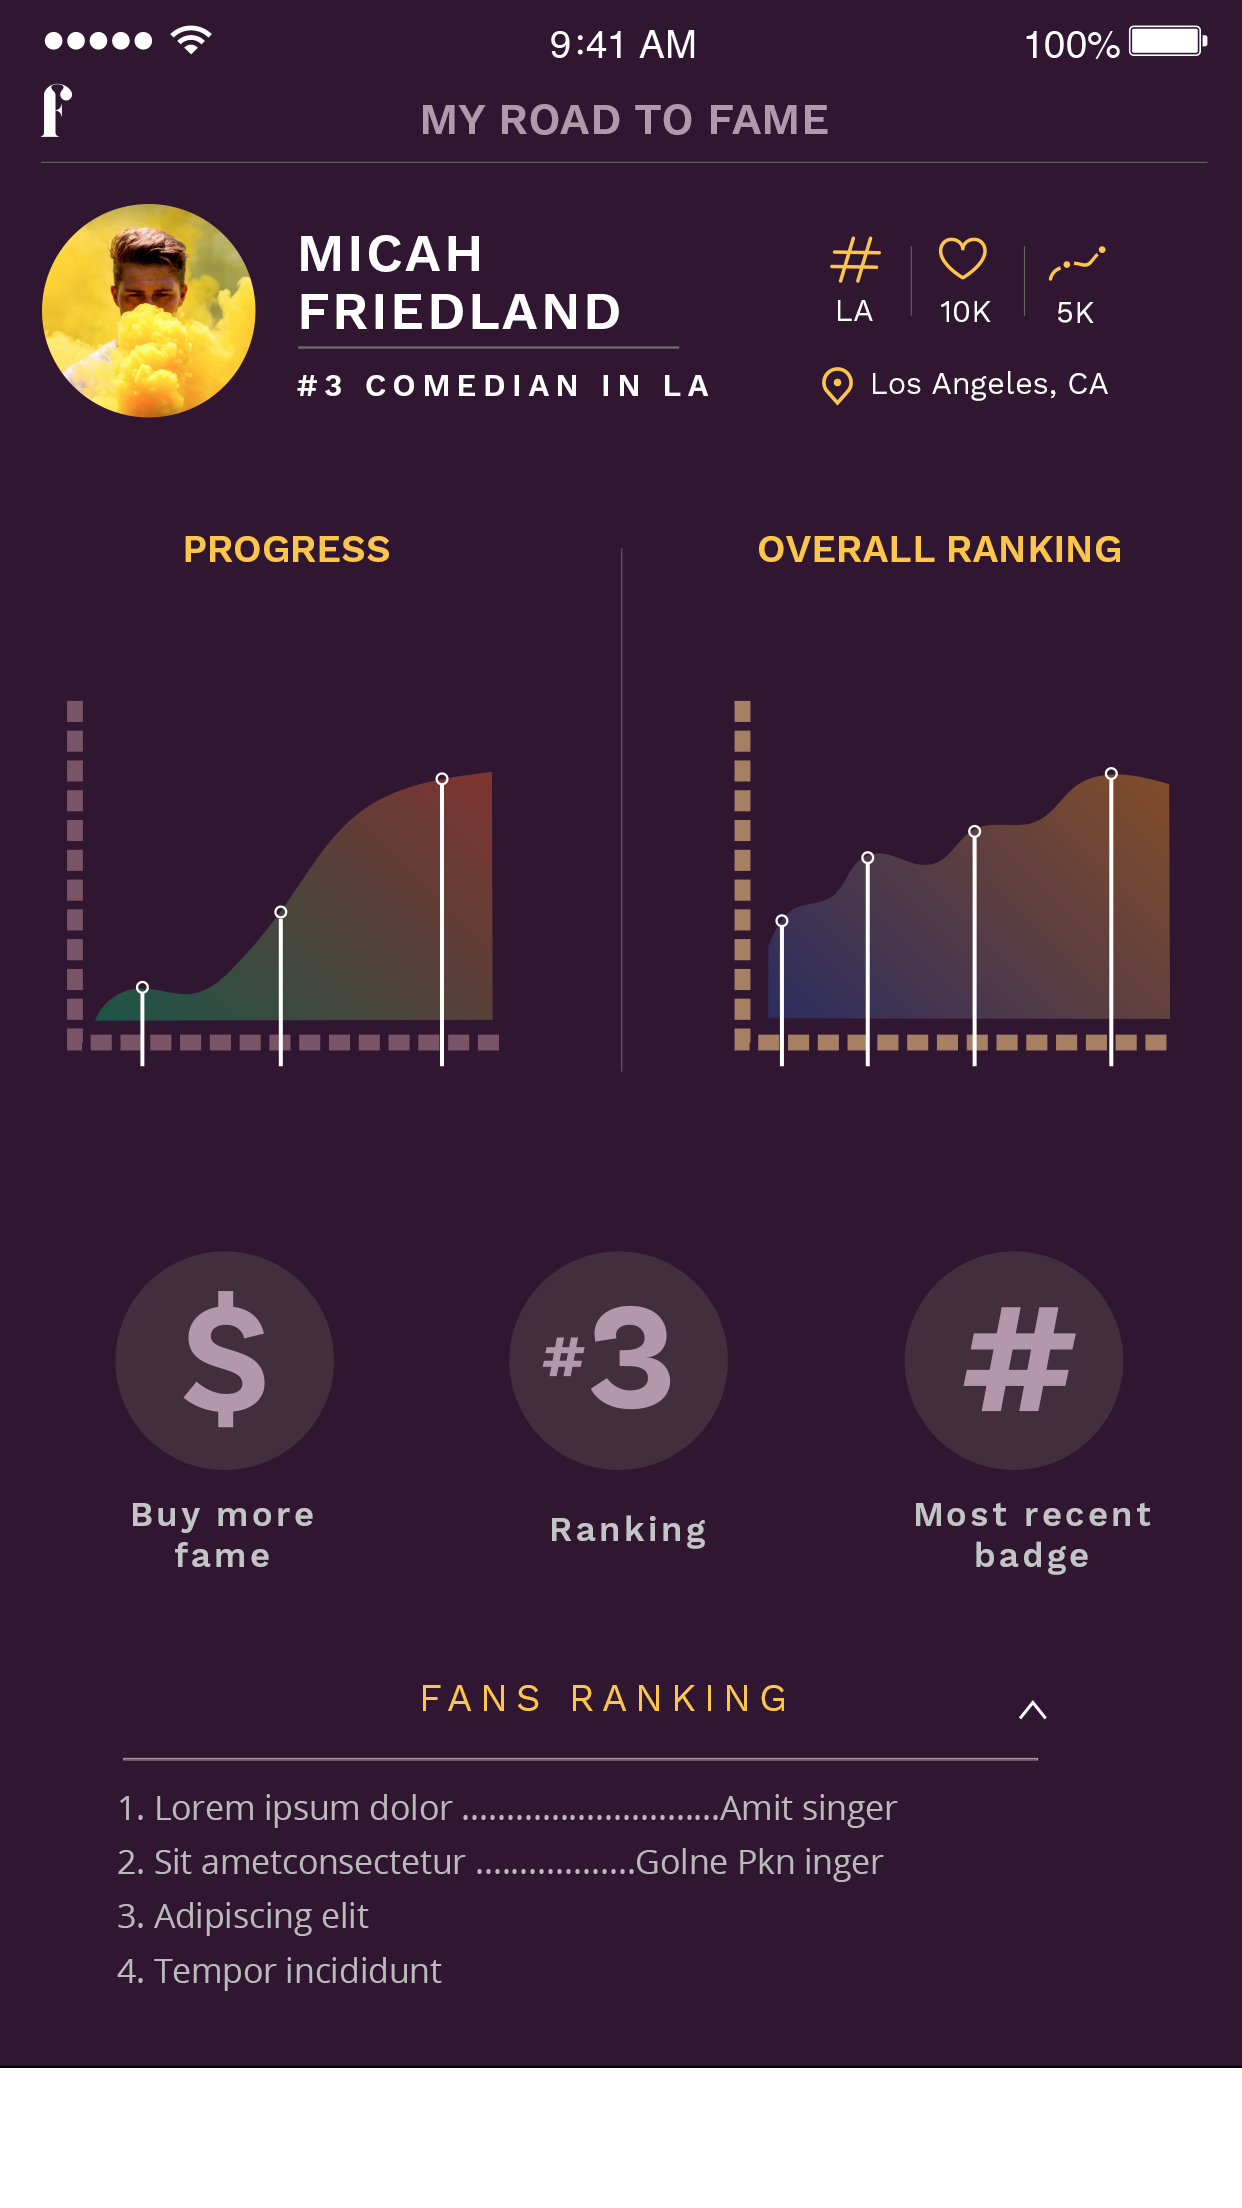 9:41 AM
100%
f
MY ROAD TO FAME
MICAH
FRIEDLAND
#3 COMEDIAN IN LA
# LA
10K
5K
Los Angeles, CA
PROGRESS
OVERALL RANKING
$
#3
#
Buy more
fame
Ranking
Most recent
badge
FANS RANKING
1. Lorem ipsum dolor .............................Amit singer
2. Sit ametconsectetur ..................Golne Pkn inger
3. Adipiscing elit
4. Tempor incididunt